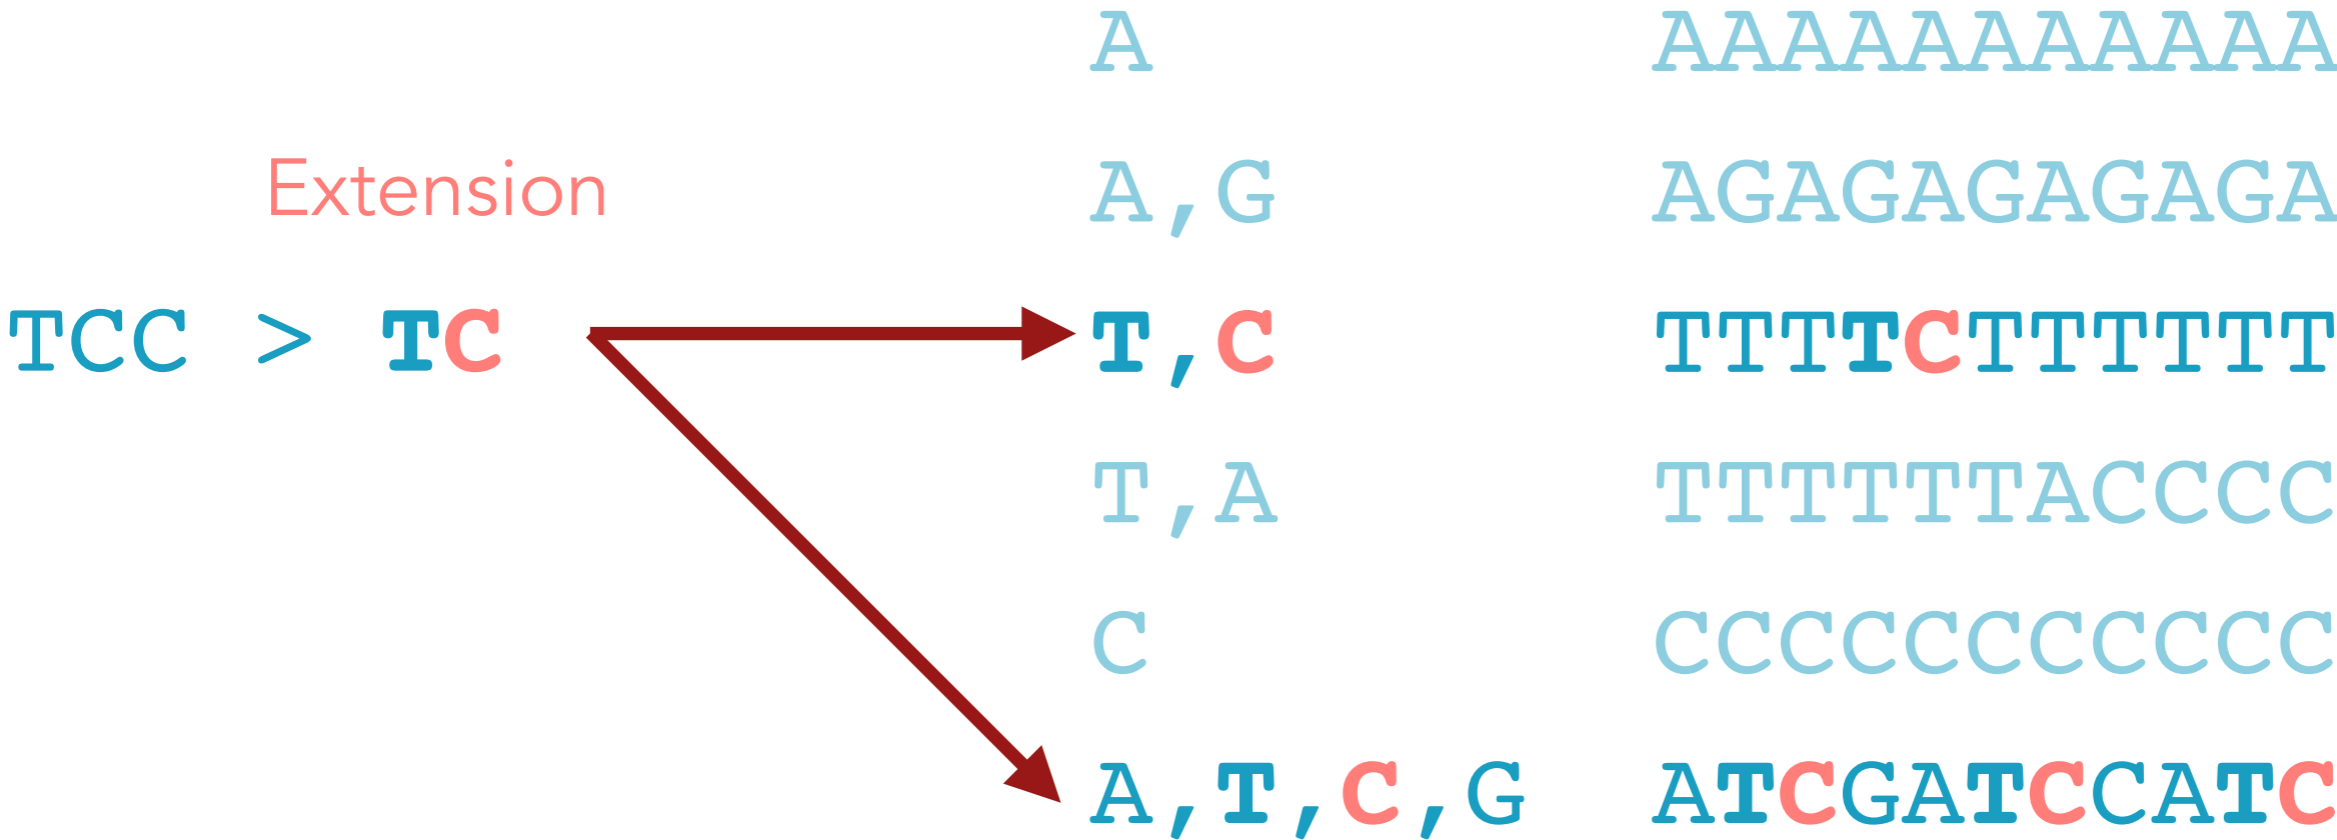 A AAAAAAAAAAA
Extension A,G AGAGAGAGAGA
TCC > TC T,C TTTTCTTTTTT
T,A TTTTTTACCCC
C CCCCCCCCCCC
A,T,C,G ATCGATCCATC